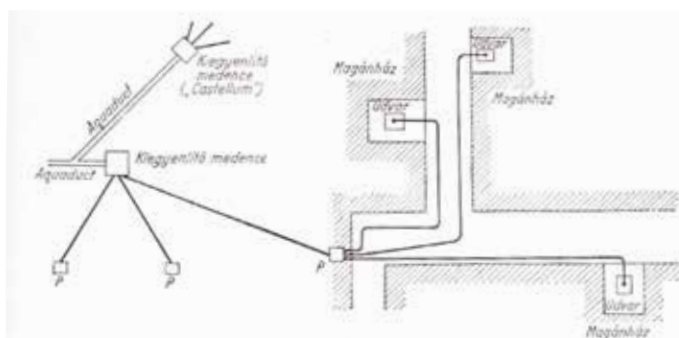 Aquaduct
Kiegyenlítő
medence
("Castellum")
Aquaduct
Kiegyenlítő medence
P
P
P
Magánház
Udvar
Udvar
Magánház
Udvar
Magánház